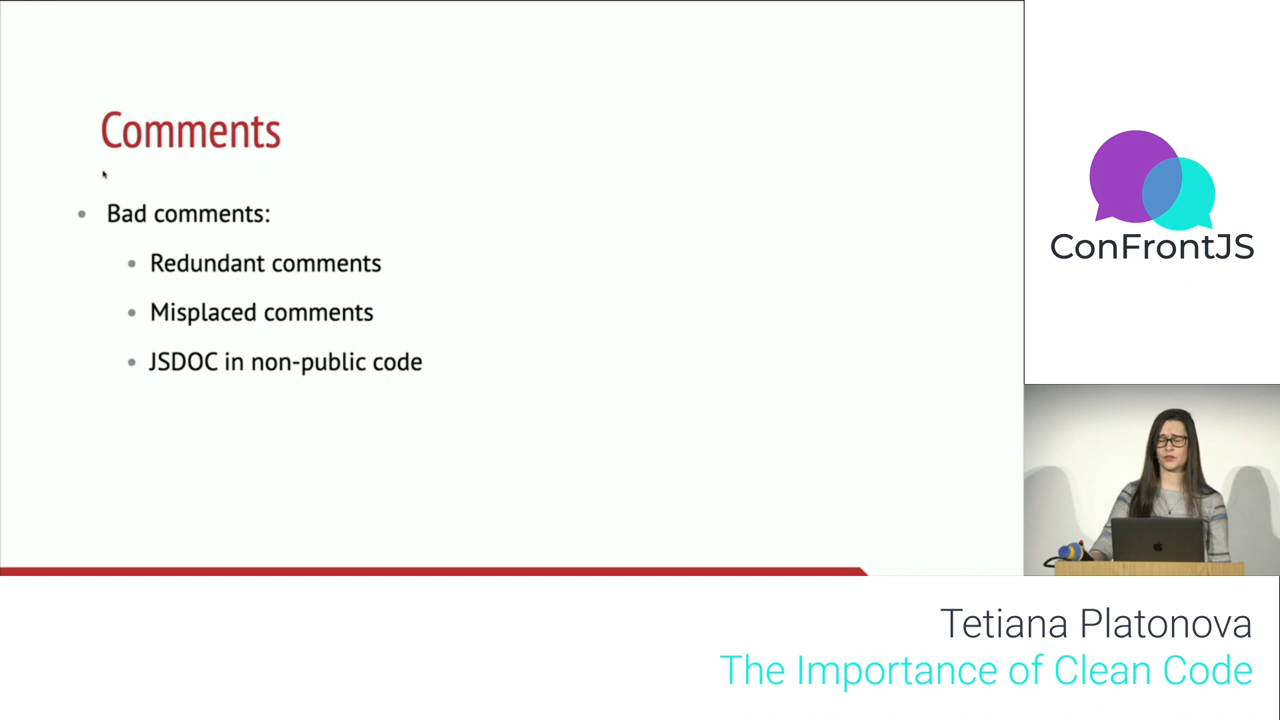 Comments
Bad comments:
Redundant comments
Misplaced comments
JSDOC in non-public code
ConFrontJS
Tetiana Platonova
The Importance of Clean Code